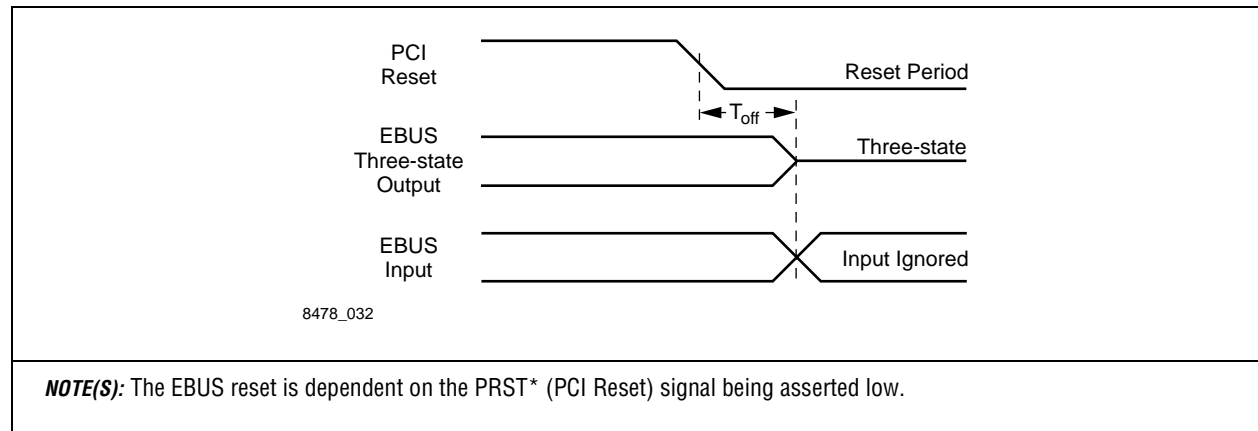 PCI
Reset
Reset Period
Toff
EBUS
Three-state
Output
Three-state
EBUS
Input
Input Ignored
8478_032
NOTE(S): The EBUS reset is dependent on the PRST* (PCI Reset) signal being asserted low.